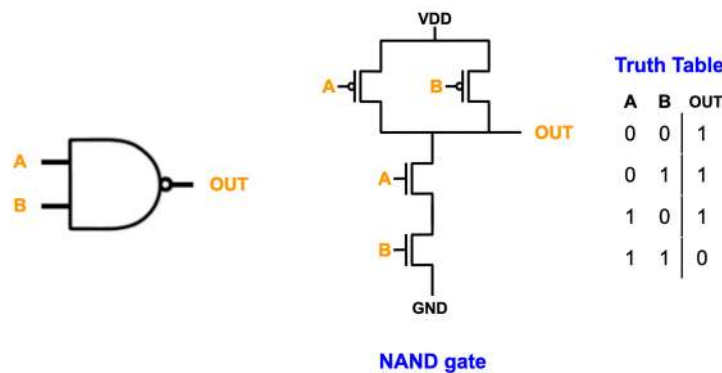 A
B
OUT
VDD
A
B
OUT
A
B
GND
NAND gate
Truth Table
A B OUT
0 0 1
0 1 1
1 0 1
1 1 0